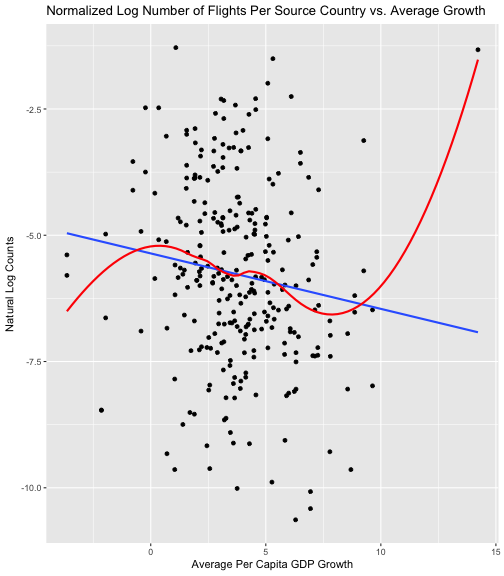 Normalized Log Number of Flights Per Source Country vs. Average Growth
Natural Log Counts
-2.5
-5.0
-7.5
-10.0
0
5
10
15
Average Per Capita GDP Growth